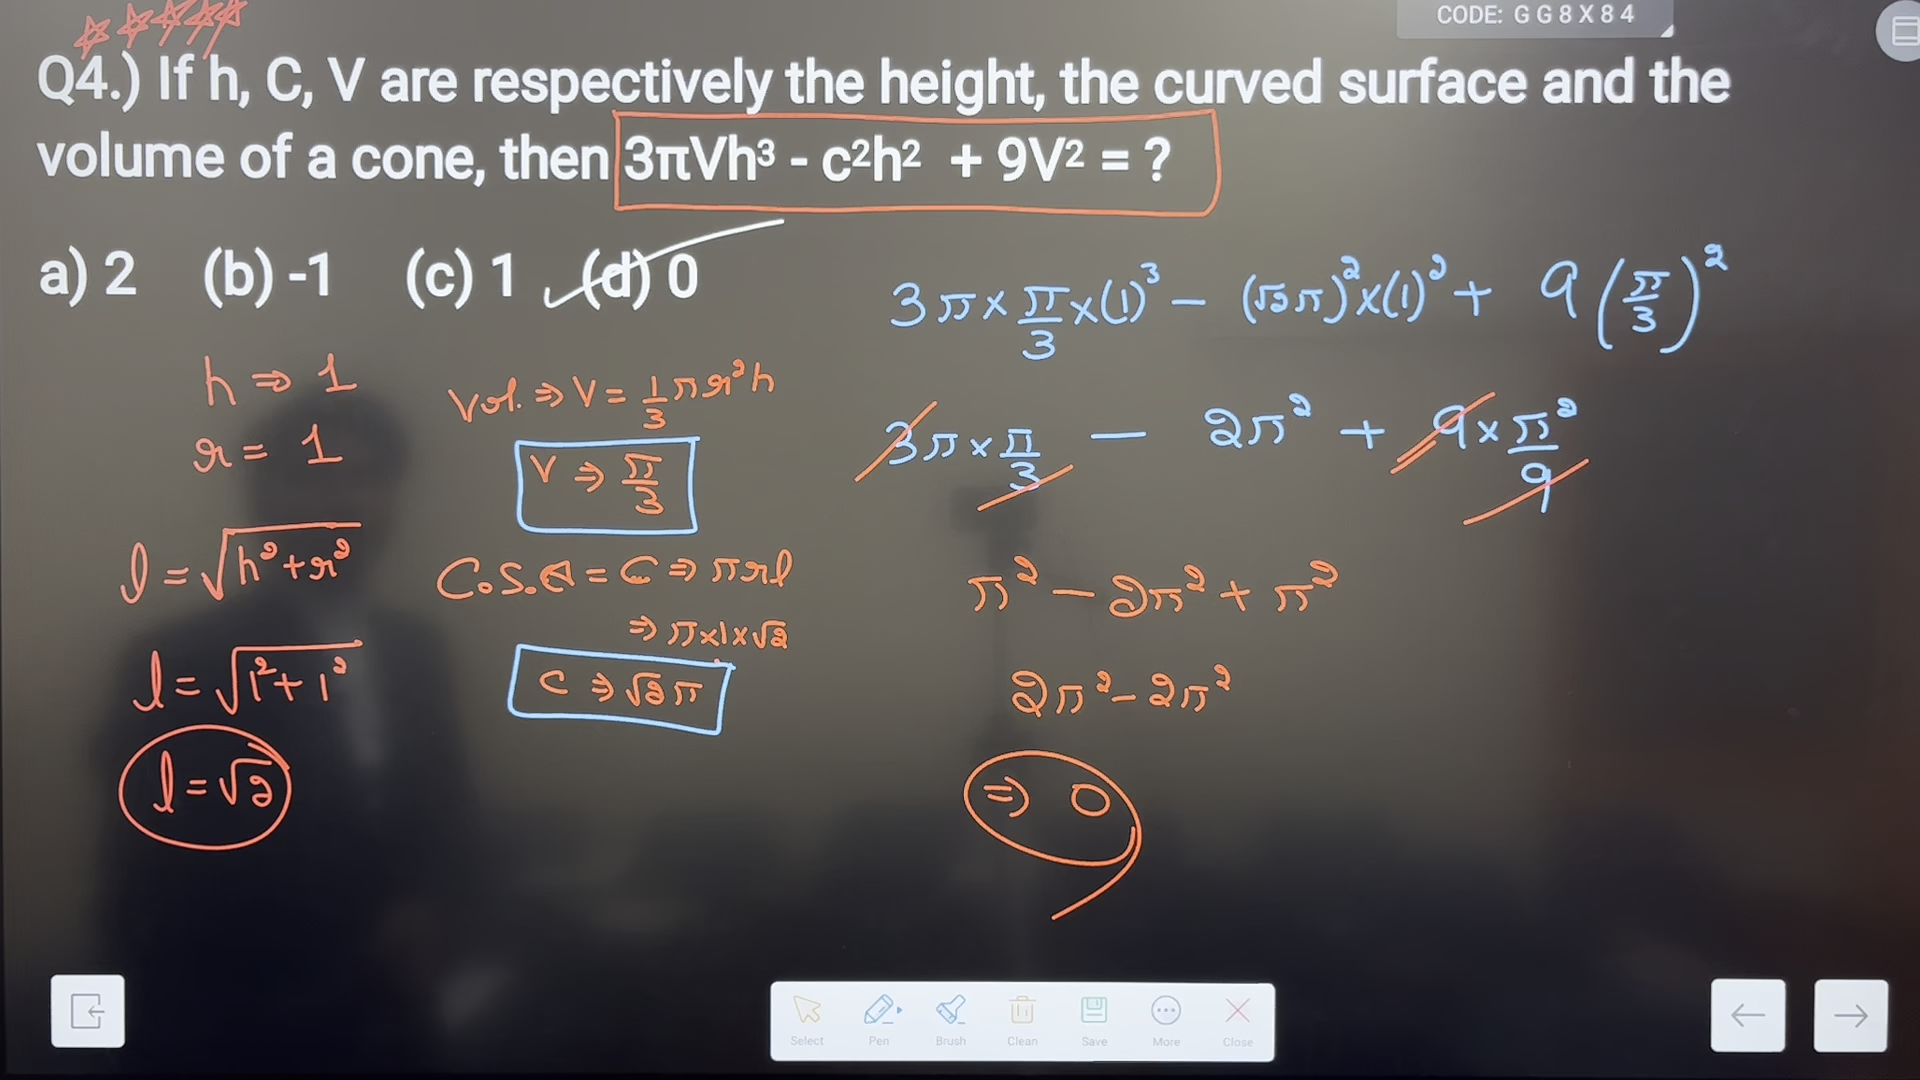 CODE: GG8X84
Q4.) If h, C, V are respectively the height, the curved surface and the
volume of a cone, then 3πVh³ - c²h² + 9V² = ?
a) 2 (b) -1 (c) 1 (d) 0
h ⇒ 1
r = 1
l = √(h²+r²)
l = √(1²+1²)
l = √2
Vol. ⇒ V = 1/3 πr²h
V ⇒ π/3
C.S.A = C ⇒ πrl
⇒ π×1×√2
C ⇒ √2π
3π × π/3 × (1)³ − (√2π)² × (1)² + 9(π/3)²
3π × π/3 − 2π² + 9 × π²/9
π² − 2π² + π²
2π² − 2π²
⇒ 0
Select Pen Brush Clean Save More Close